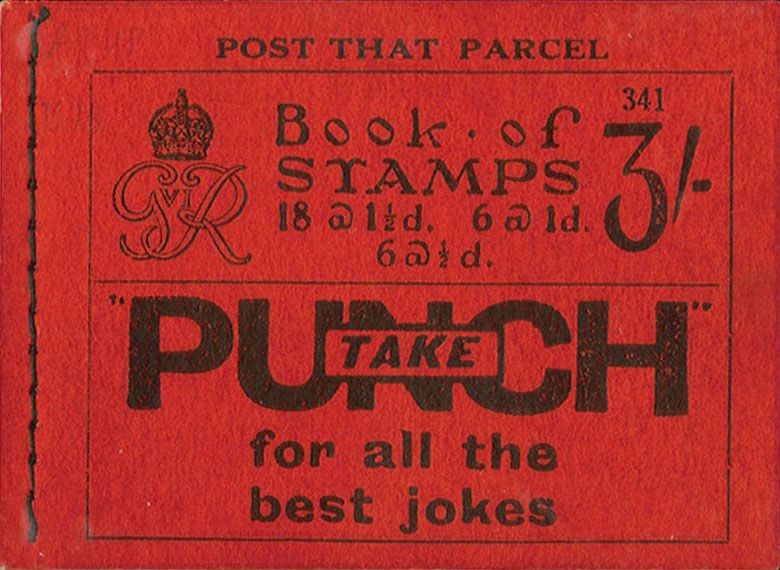 POST THAT PARCEL
341
GVIR
Book · of
STAMPS
3/-
18 @ 1½d. 6 @ 1d.
6 @ ½d.
"PUNCH"
TAKE
for all the
best jokes